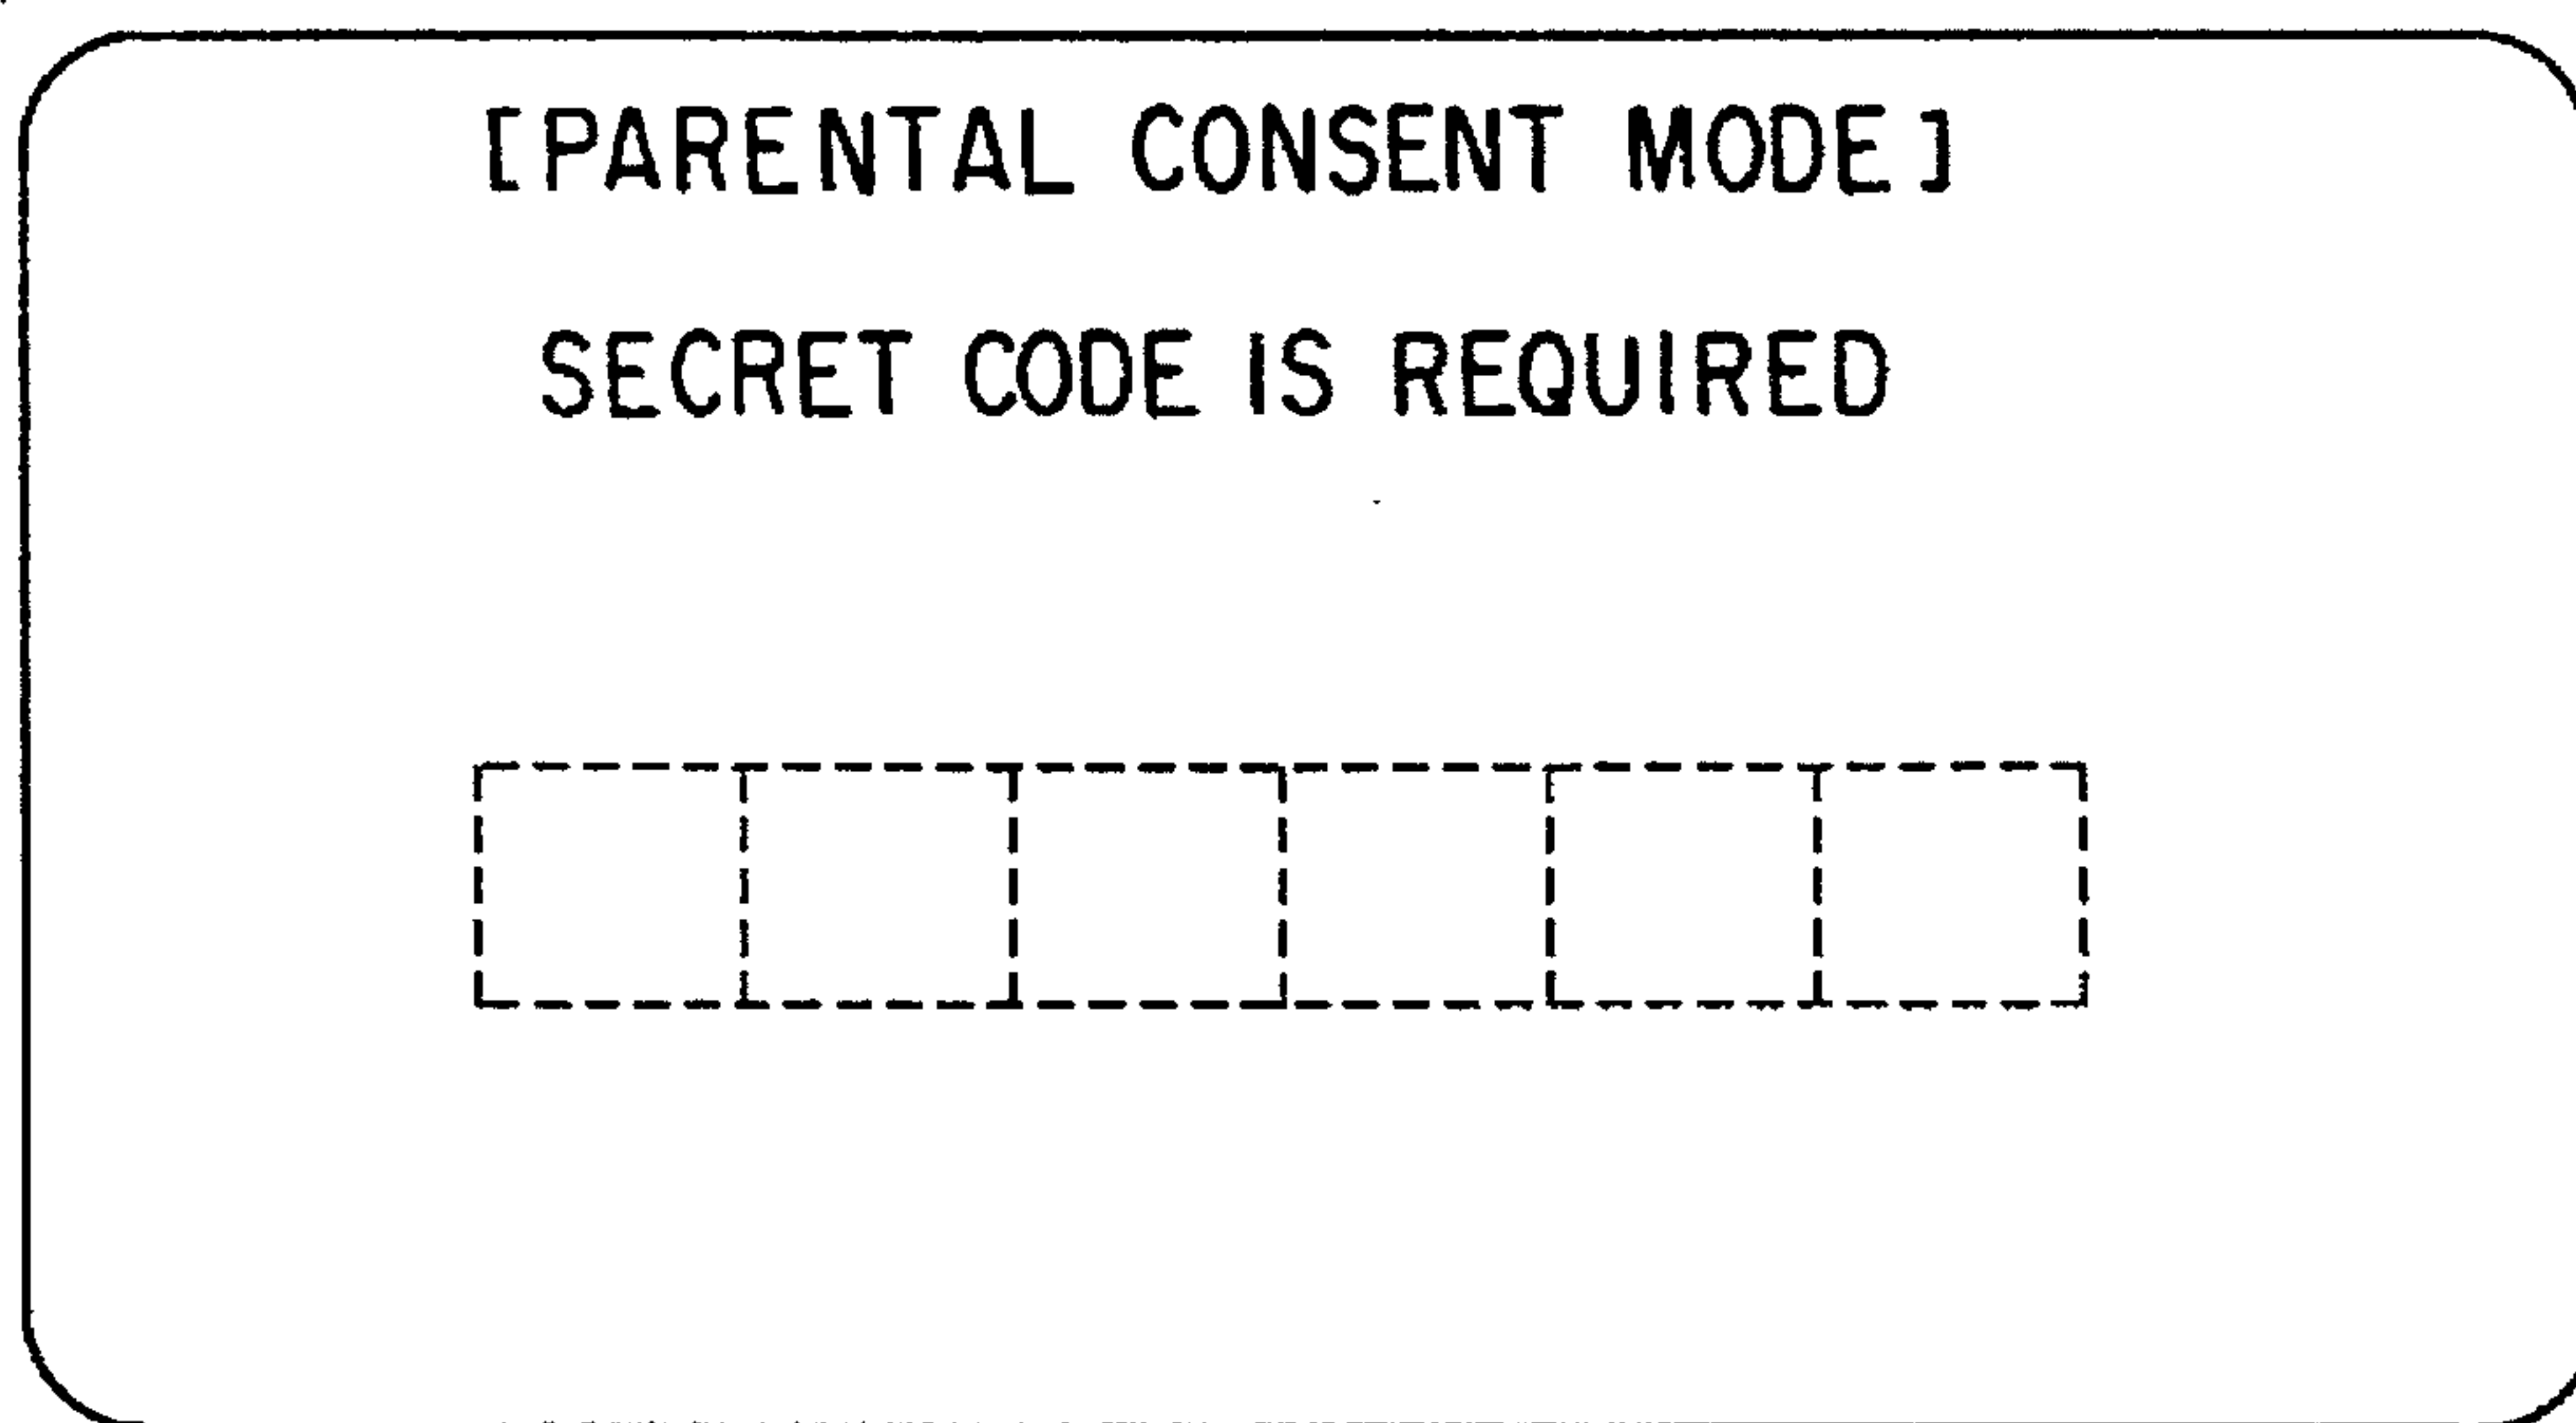 [PARENTAL CONSENT MODE]
SECRET CODE IS REQUIRED